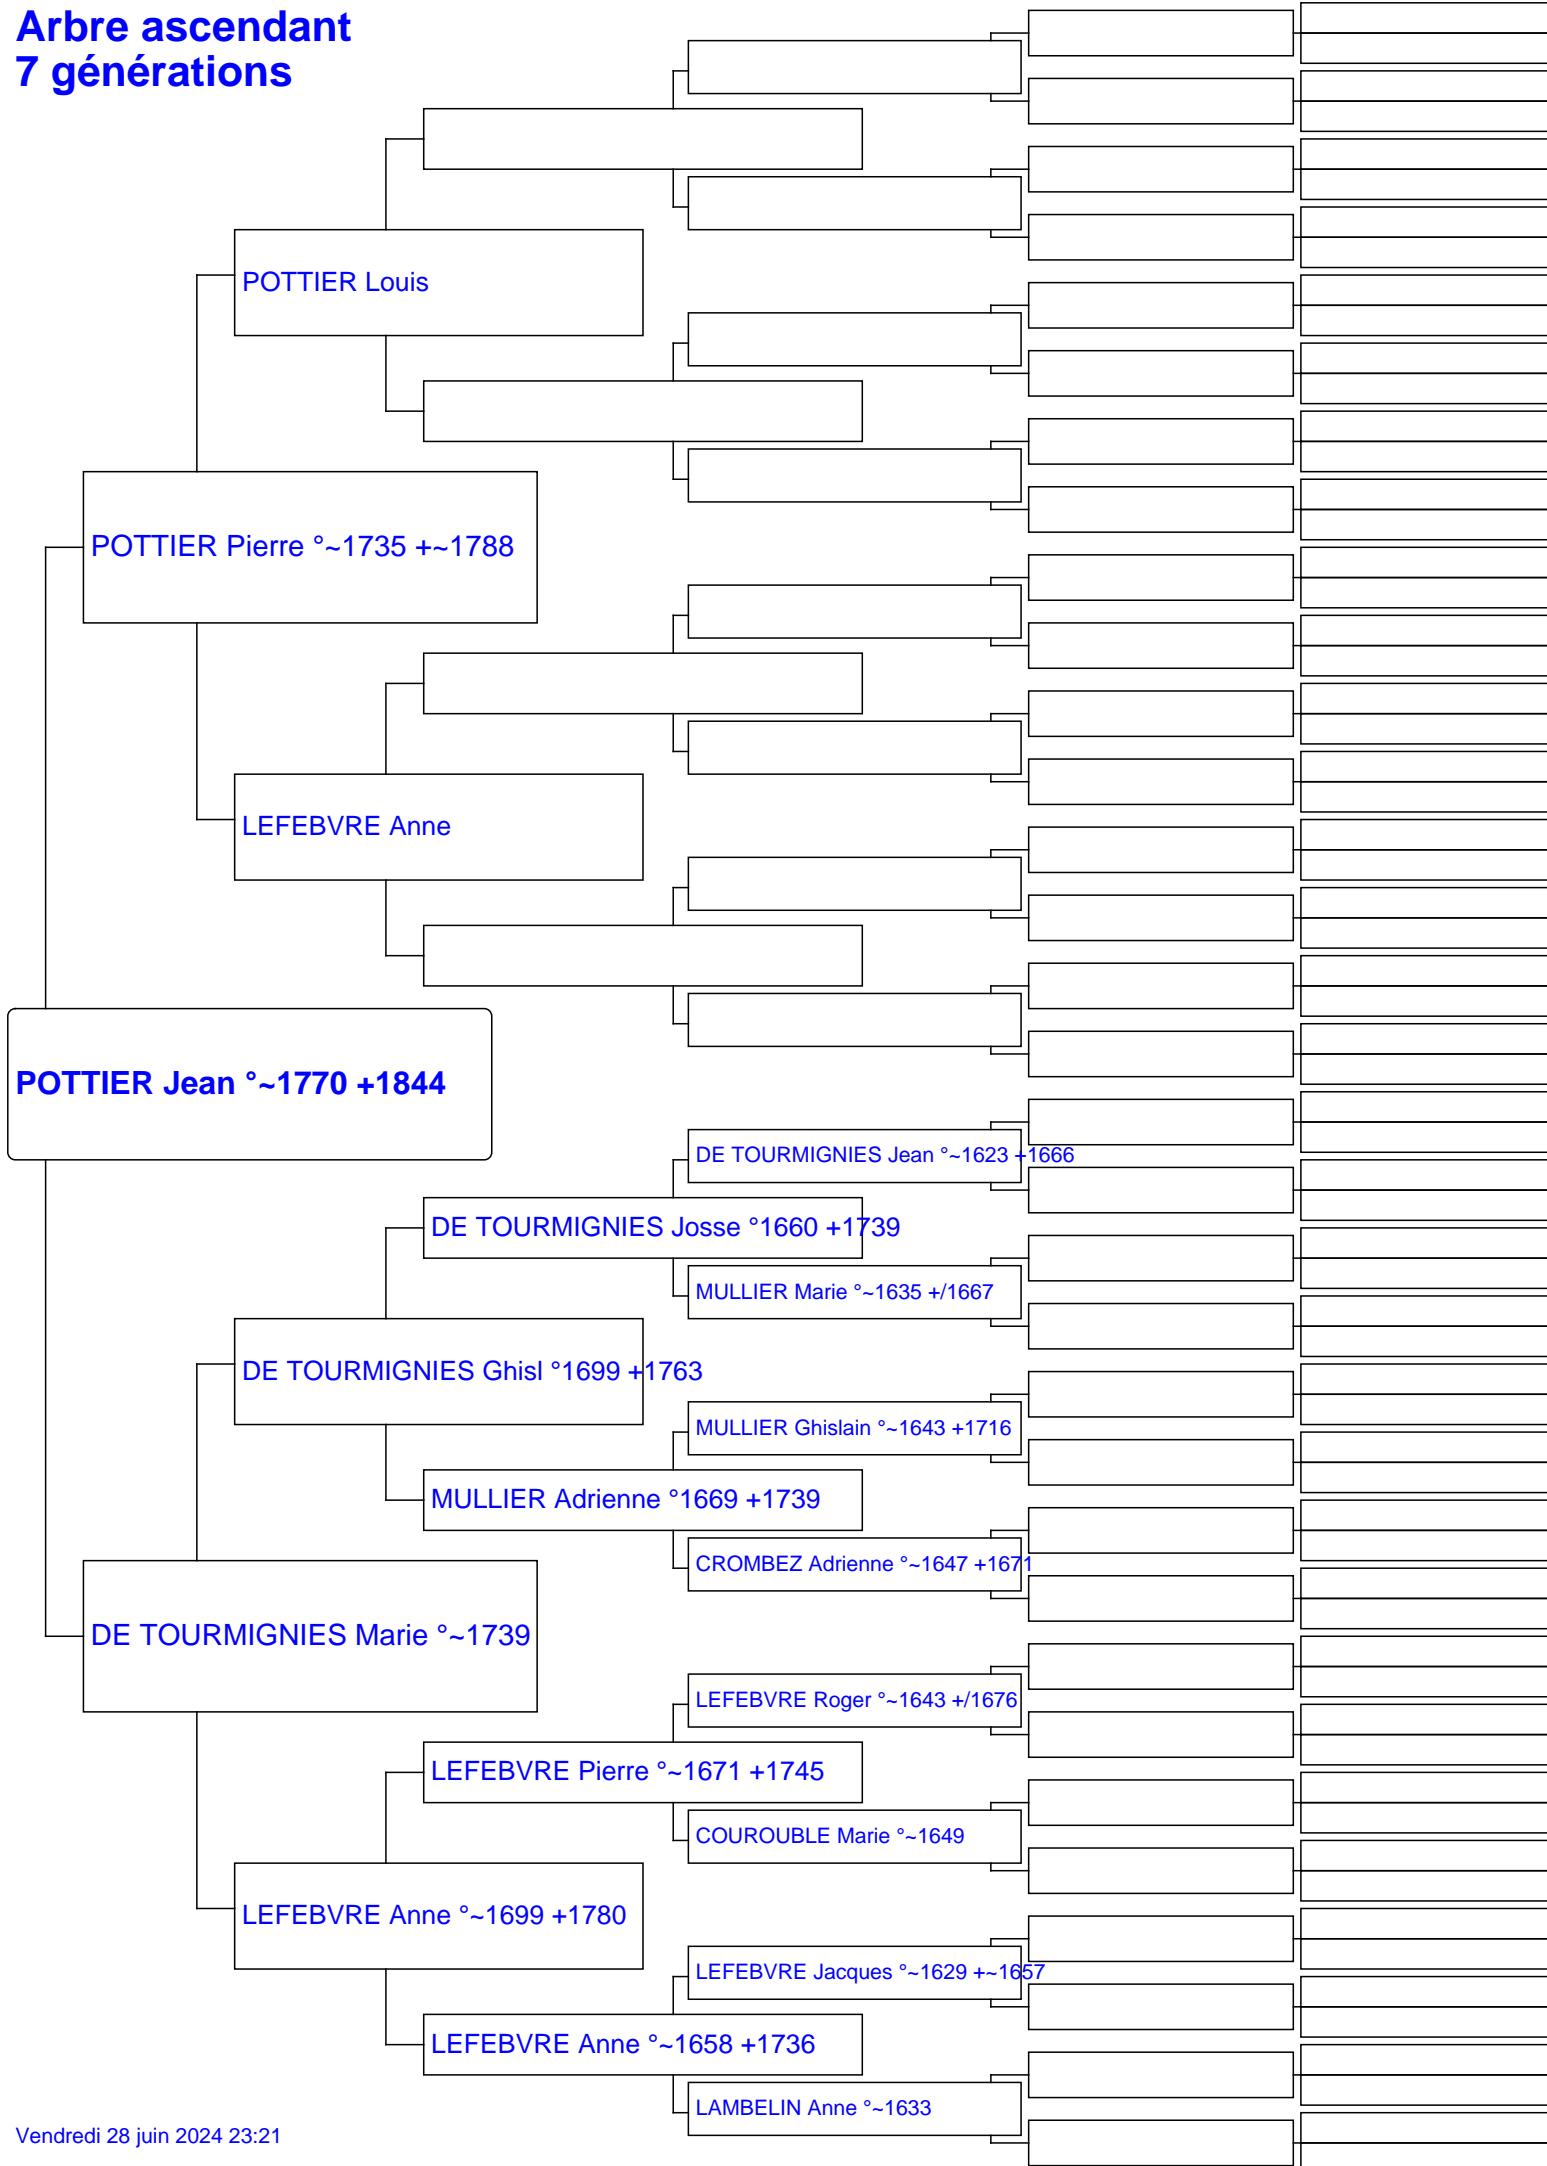 Arbre ascendant
7 générations
POTTIER Louis
POTTIER Pierre °~1735 +~1788
LEFEBVRE Anne
POTTIER Jean °~1770 +1844
DE TOURMIGNIES Jean °~1623 +1666
DE TOURMIGNIES Josse °1660 +1739
MULLIER Marie °~1635 +/1667
DE TOURMIGNIES Ghisl °1699 +1763
MULLIER Ghislain °~1643 +1716
MULLIER Adrienne °1669 +1739
CROMBEZ Adrienne °~1647 +1671
DE TOURMIGNIES Marie °~1739
LEFEBVRE Roger °~1643 +/1676
LEFEBVRE Pierre °~1671 +1745
COUROUBLE Marie °~1649
LEFEBVRE Anne °~1699 +1780
LEFEBVRE Jacques °~1629 +~1657
LEFEBVRE Anne °~1658 +1736
LAMBELIN Anne °~1633
Vendredi 28 juin 2024 23:21